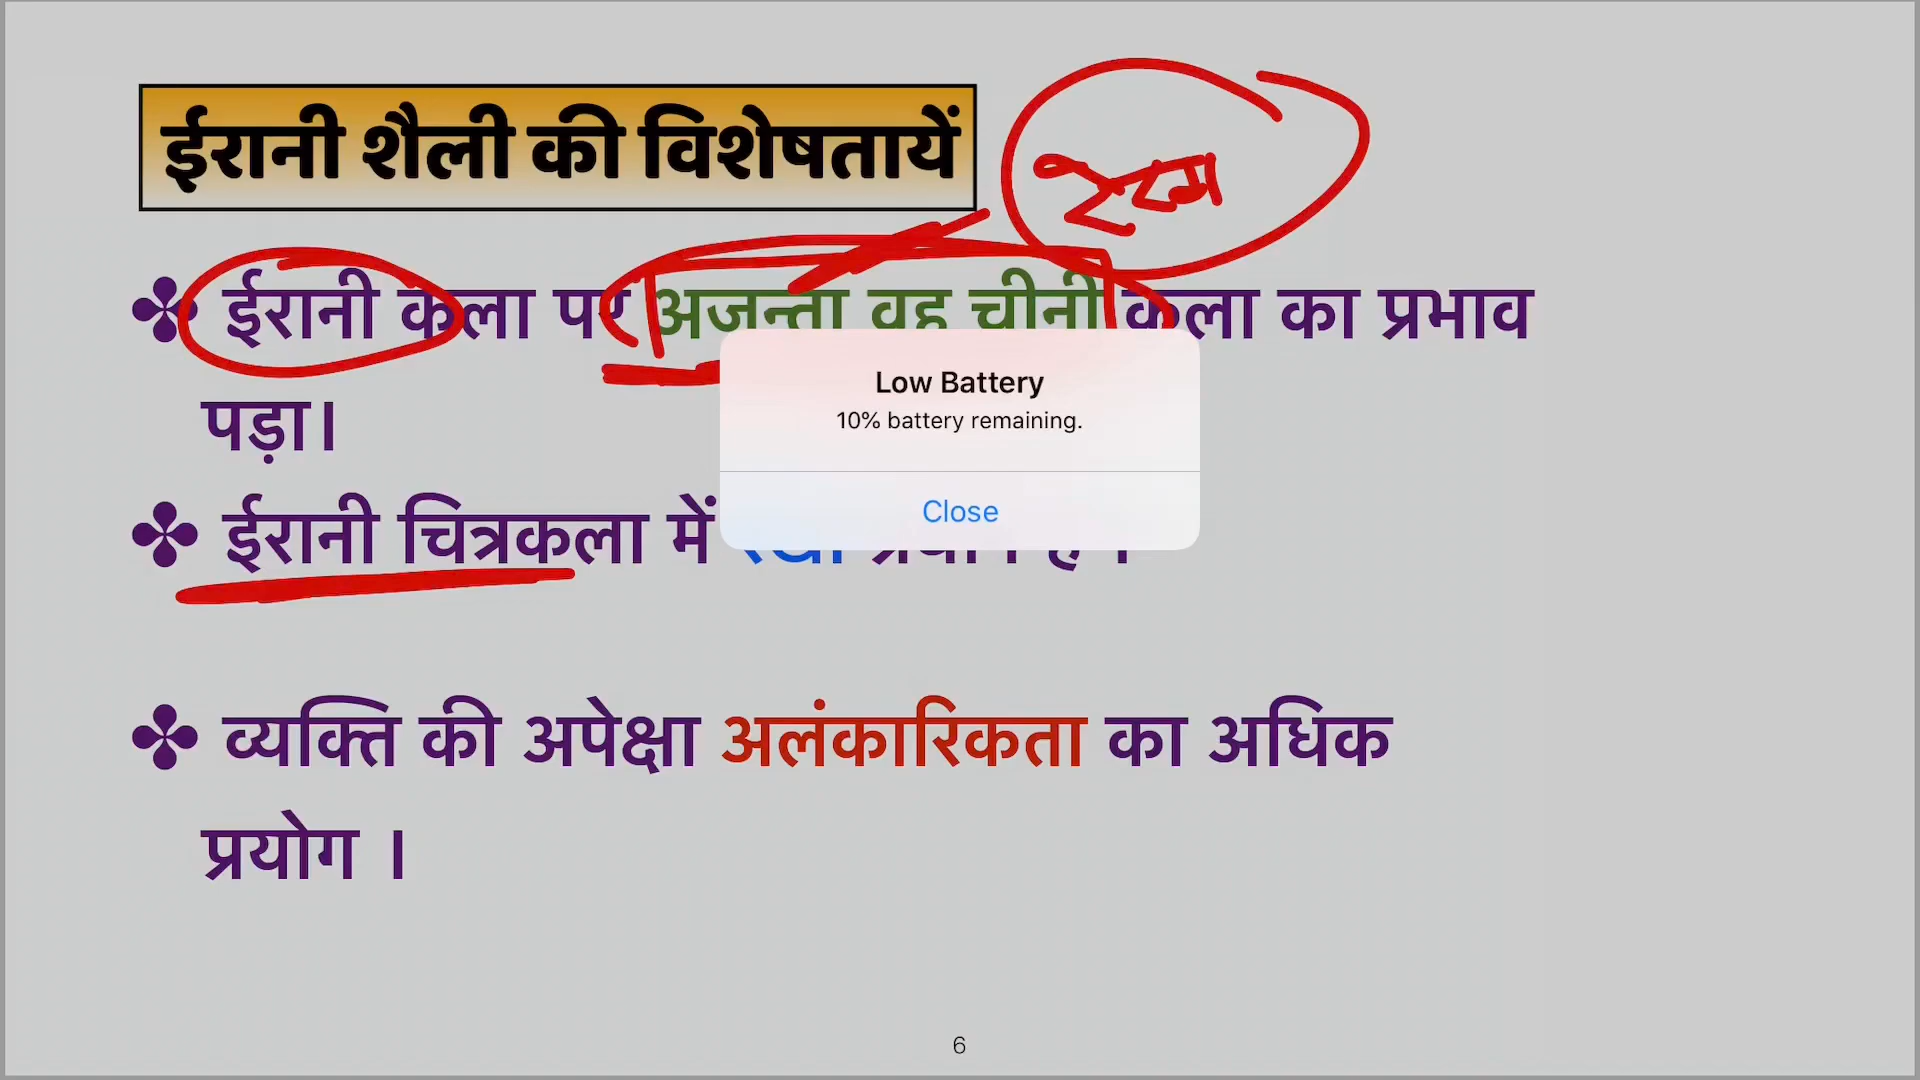 ईरानी शैली की विशेषतायें
❖ ईरानी कला पर अजन्ता वह चीनी कला का प्रभाव
पड़ा।
Low Battery
10% battery remaining.
Close
❖ ईरानी चित्रकला में रेखा प्रधान है ।
❖ व्यक्ति की अपेक्षा अलंकारिकता का अधिक
प्रयोग ।
6